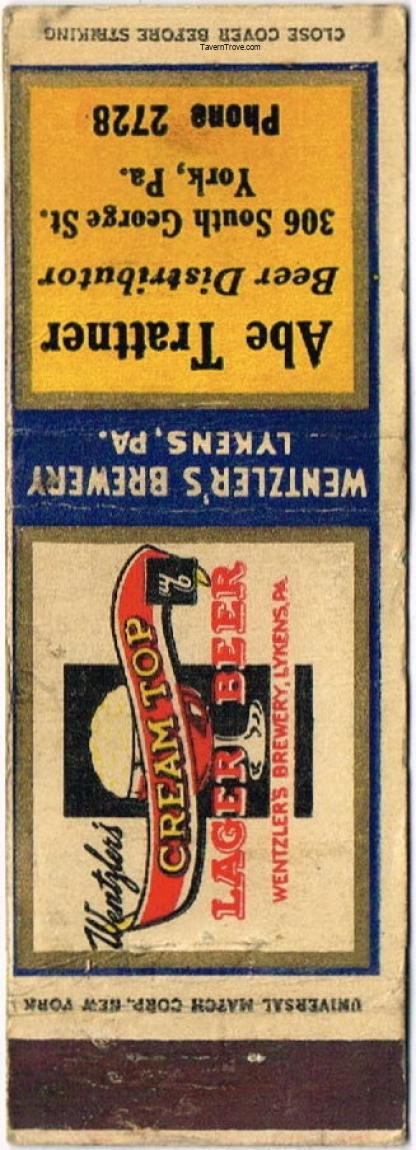 CLOSE COVER BEFORE STRIKING
TavernTrove.com
Abe Trattner
Beer Distributor
306 South George St.
York, Pa.
Phone 2728
WENTZLER'S BREWERY
LYKENS, PA.
Wentzler's
CREAM TOP
LAGER BEER
WENTZLER'S BREWERY, LYKENS, PA.
UNIVERSAL MATCH CORP., NEW YORK